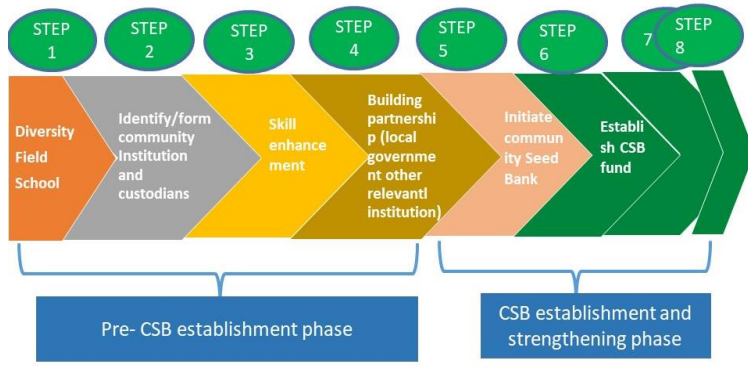 STEP
1
STEP
2
STEP
3
STEP
4
STEP
5
STEP
6
7
STEP
8
Diversity
Field
School
Identify/form
community
Institution
and
custodians
Skill
enhance
ment
Building
partnershi
p (local
governme
nt other
relevantl
institution)
Initiate
commu
ity Seed
Bank
Establi
sh CSB
fund
Pre- CSB establishment phase
CSB establishment and
strengthening phase